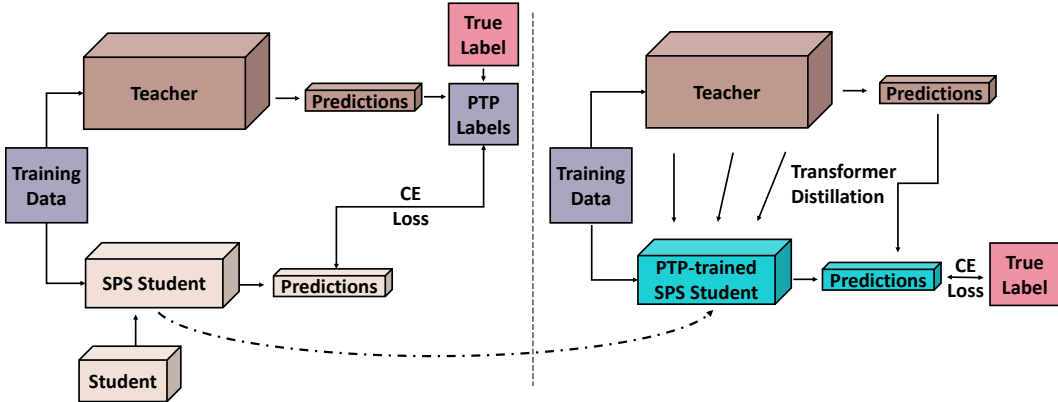 True
Label
Teacher
Predictions
PTP
Labels
Training
Data
CE
Loss
SPS Student
Predictions
Student
Teacher
Predictions
Training
Data
Transformer
Distillation
PTP-trained
SPS Student
Predictions
CE
Loss
True
Label